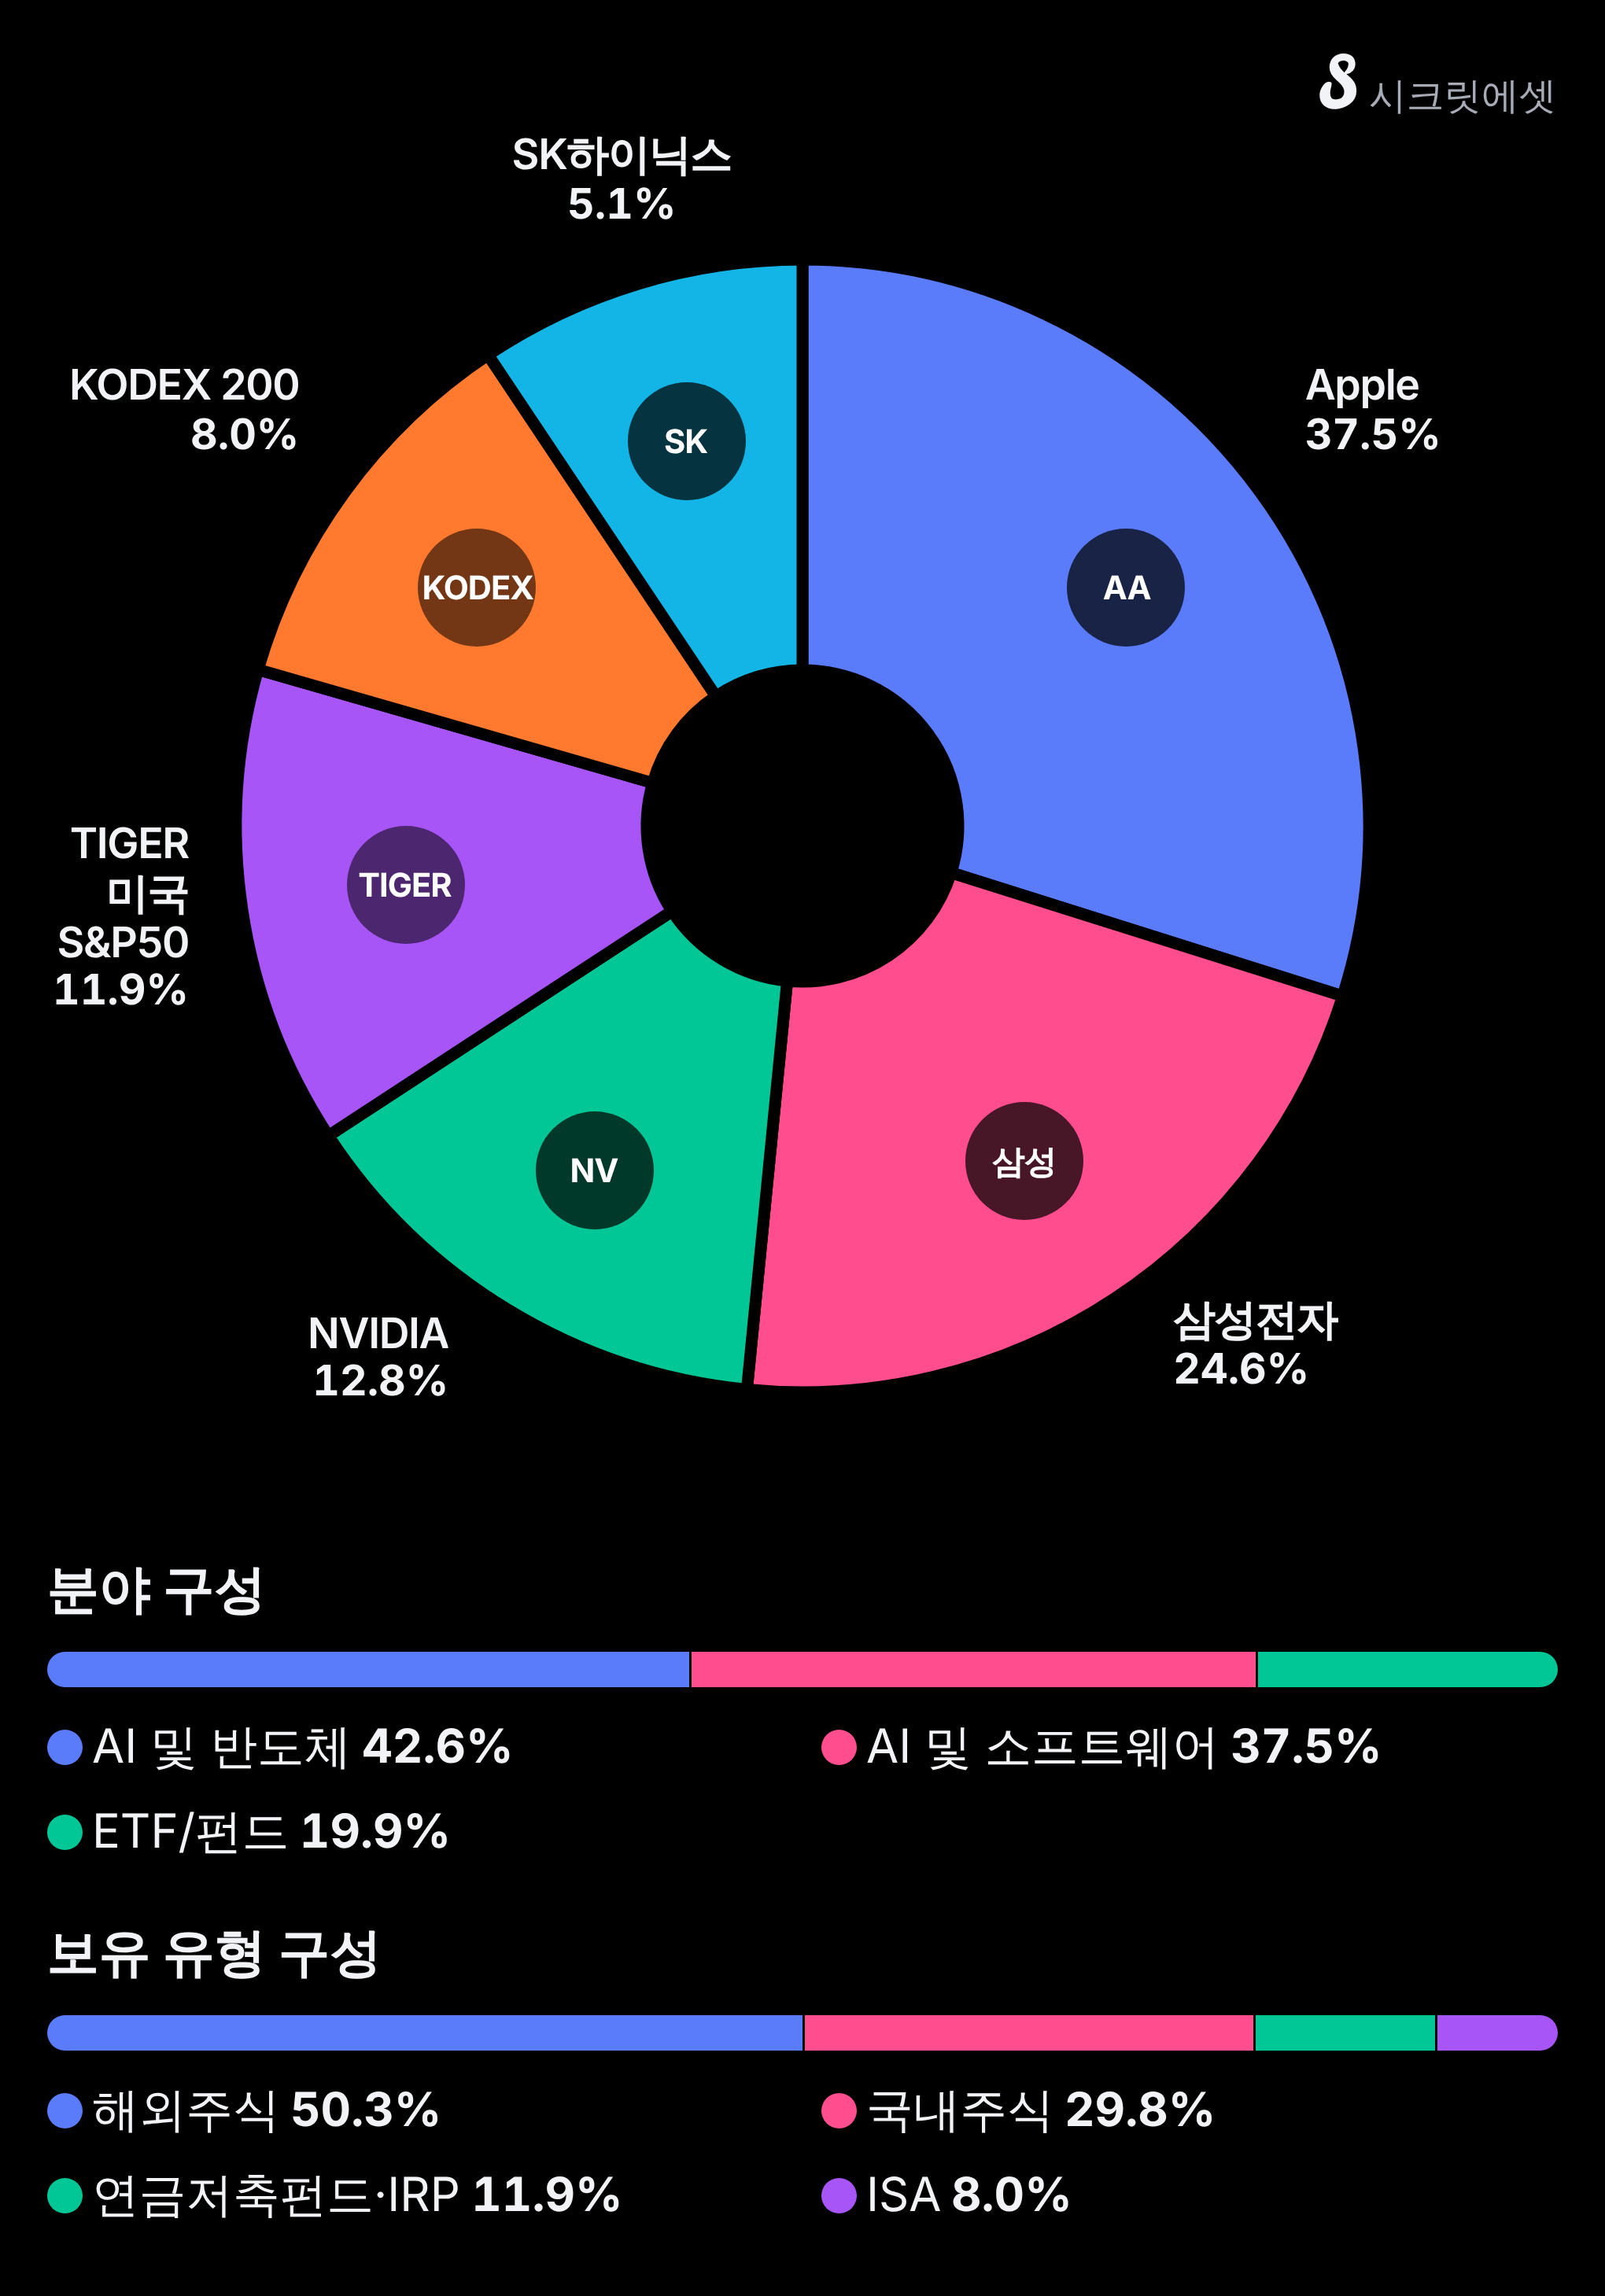 시크릿에셋
SK하이닉스
5.1%
KODEX 200
8.0%
Apple
37.5%
SK
KODEX
AA
TIGER
미국
S&P50
11.9%
TIGER
NV
삼성
NVIDIA
12.8%
삼성전자
24.6%
분야 구성
AI 및 반도체 42.6%
AI 및 소프트웨어 37.5%
ETF/펀드 19.9%
보유 유형 구성
해외주식 50.3%
국내주식 29.8%
연금저축펀드·IRP 11.9%
ISA 8.0%